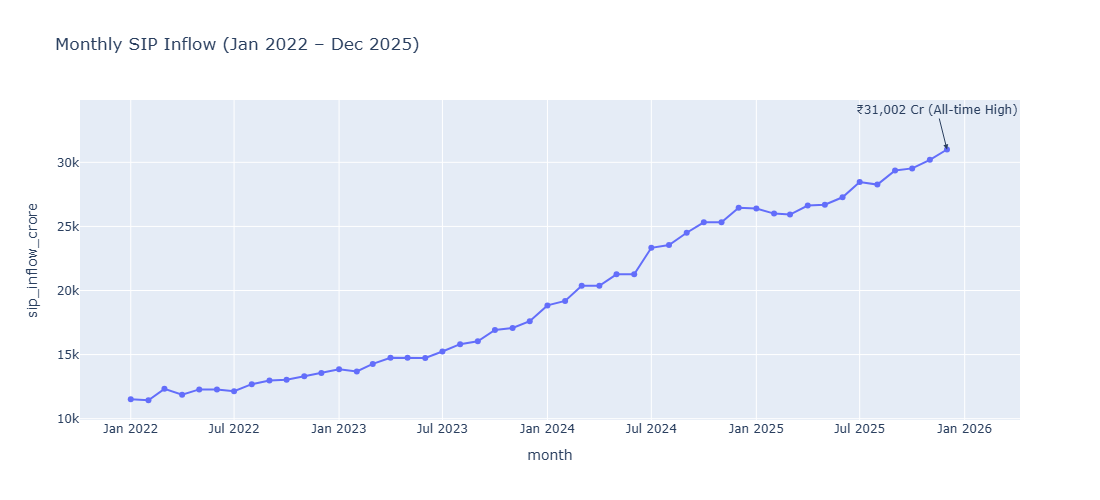 Monthly SIP Inflow (Jan 2022 – Dec 2025)
₹31,002 Cr (All-time High)
30k
25k
20k
15k
10k
sip_inflow_crore
Jan 2022 Jul 2022 Jan 2023 Jul 2023 Jan 2024 Jul 2024 Jan 2025 Jul 2025 Jan 2026
month